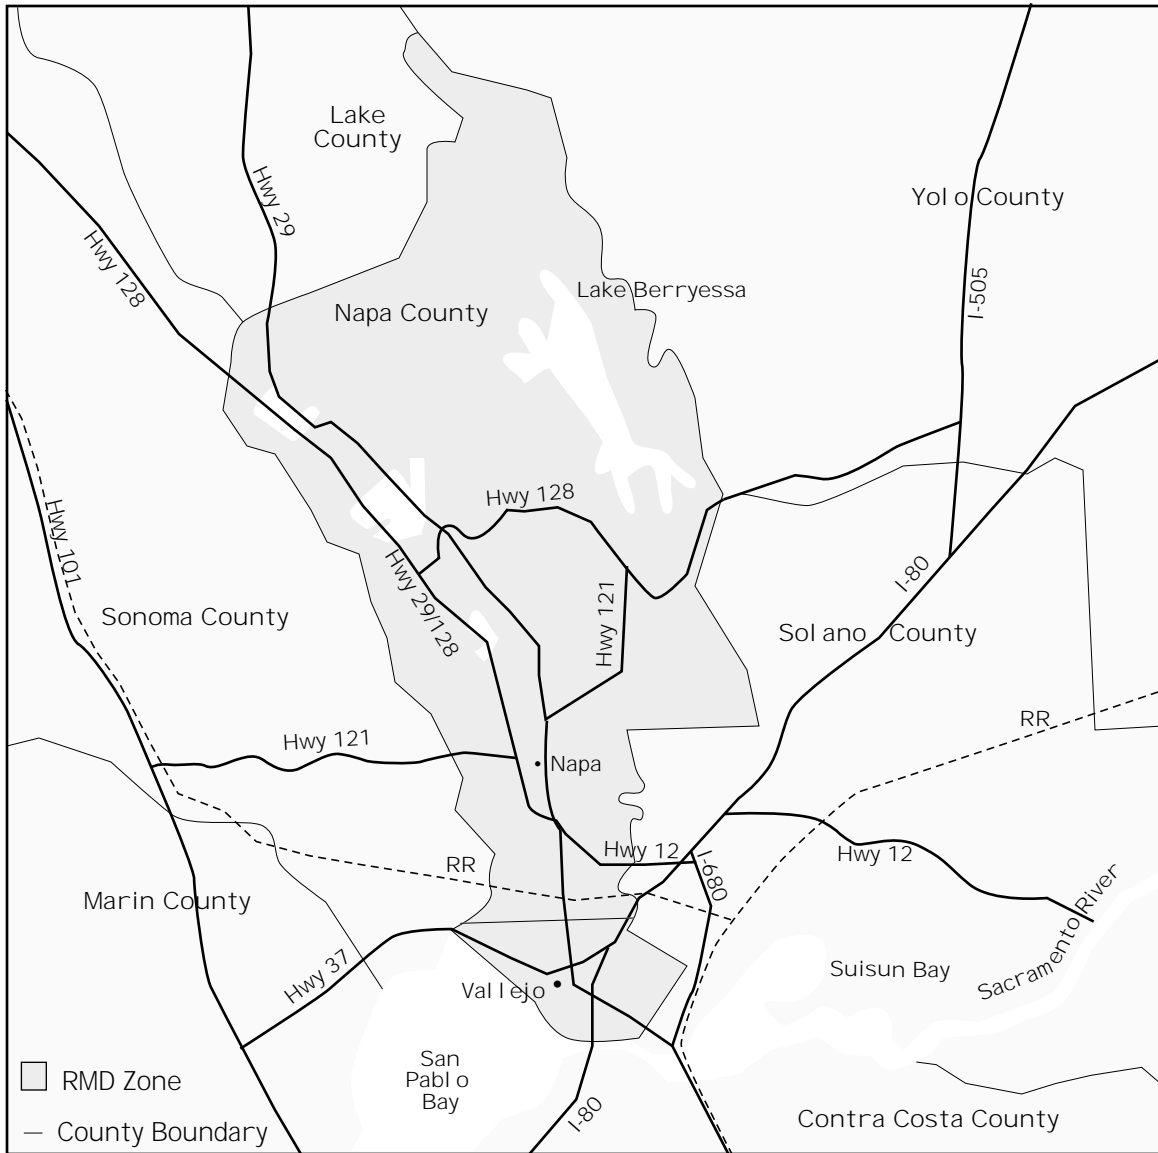 Lake
County
Hwy 29
Yolo County
Hwy 128
I-505
Lake Berryessa
Napa County
Hwy 128
Hwy 101
Hwy 29/128
Hwy 121
I-80
Sonoma County
Solano County
RR
Hwy 121
Napa
Hwy 12
I-680
Hwy 12
RR
Marin County
Sacramento River
Hwy 37
Suisun Bay
Vallejo
San
Pablo
Bay
RMD Zone
I-80
Contra Costa County
County Boundary